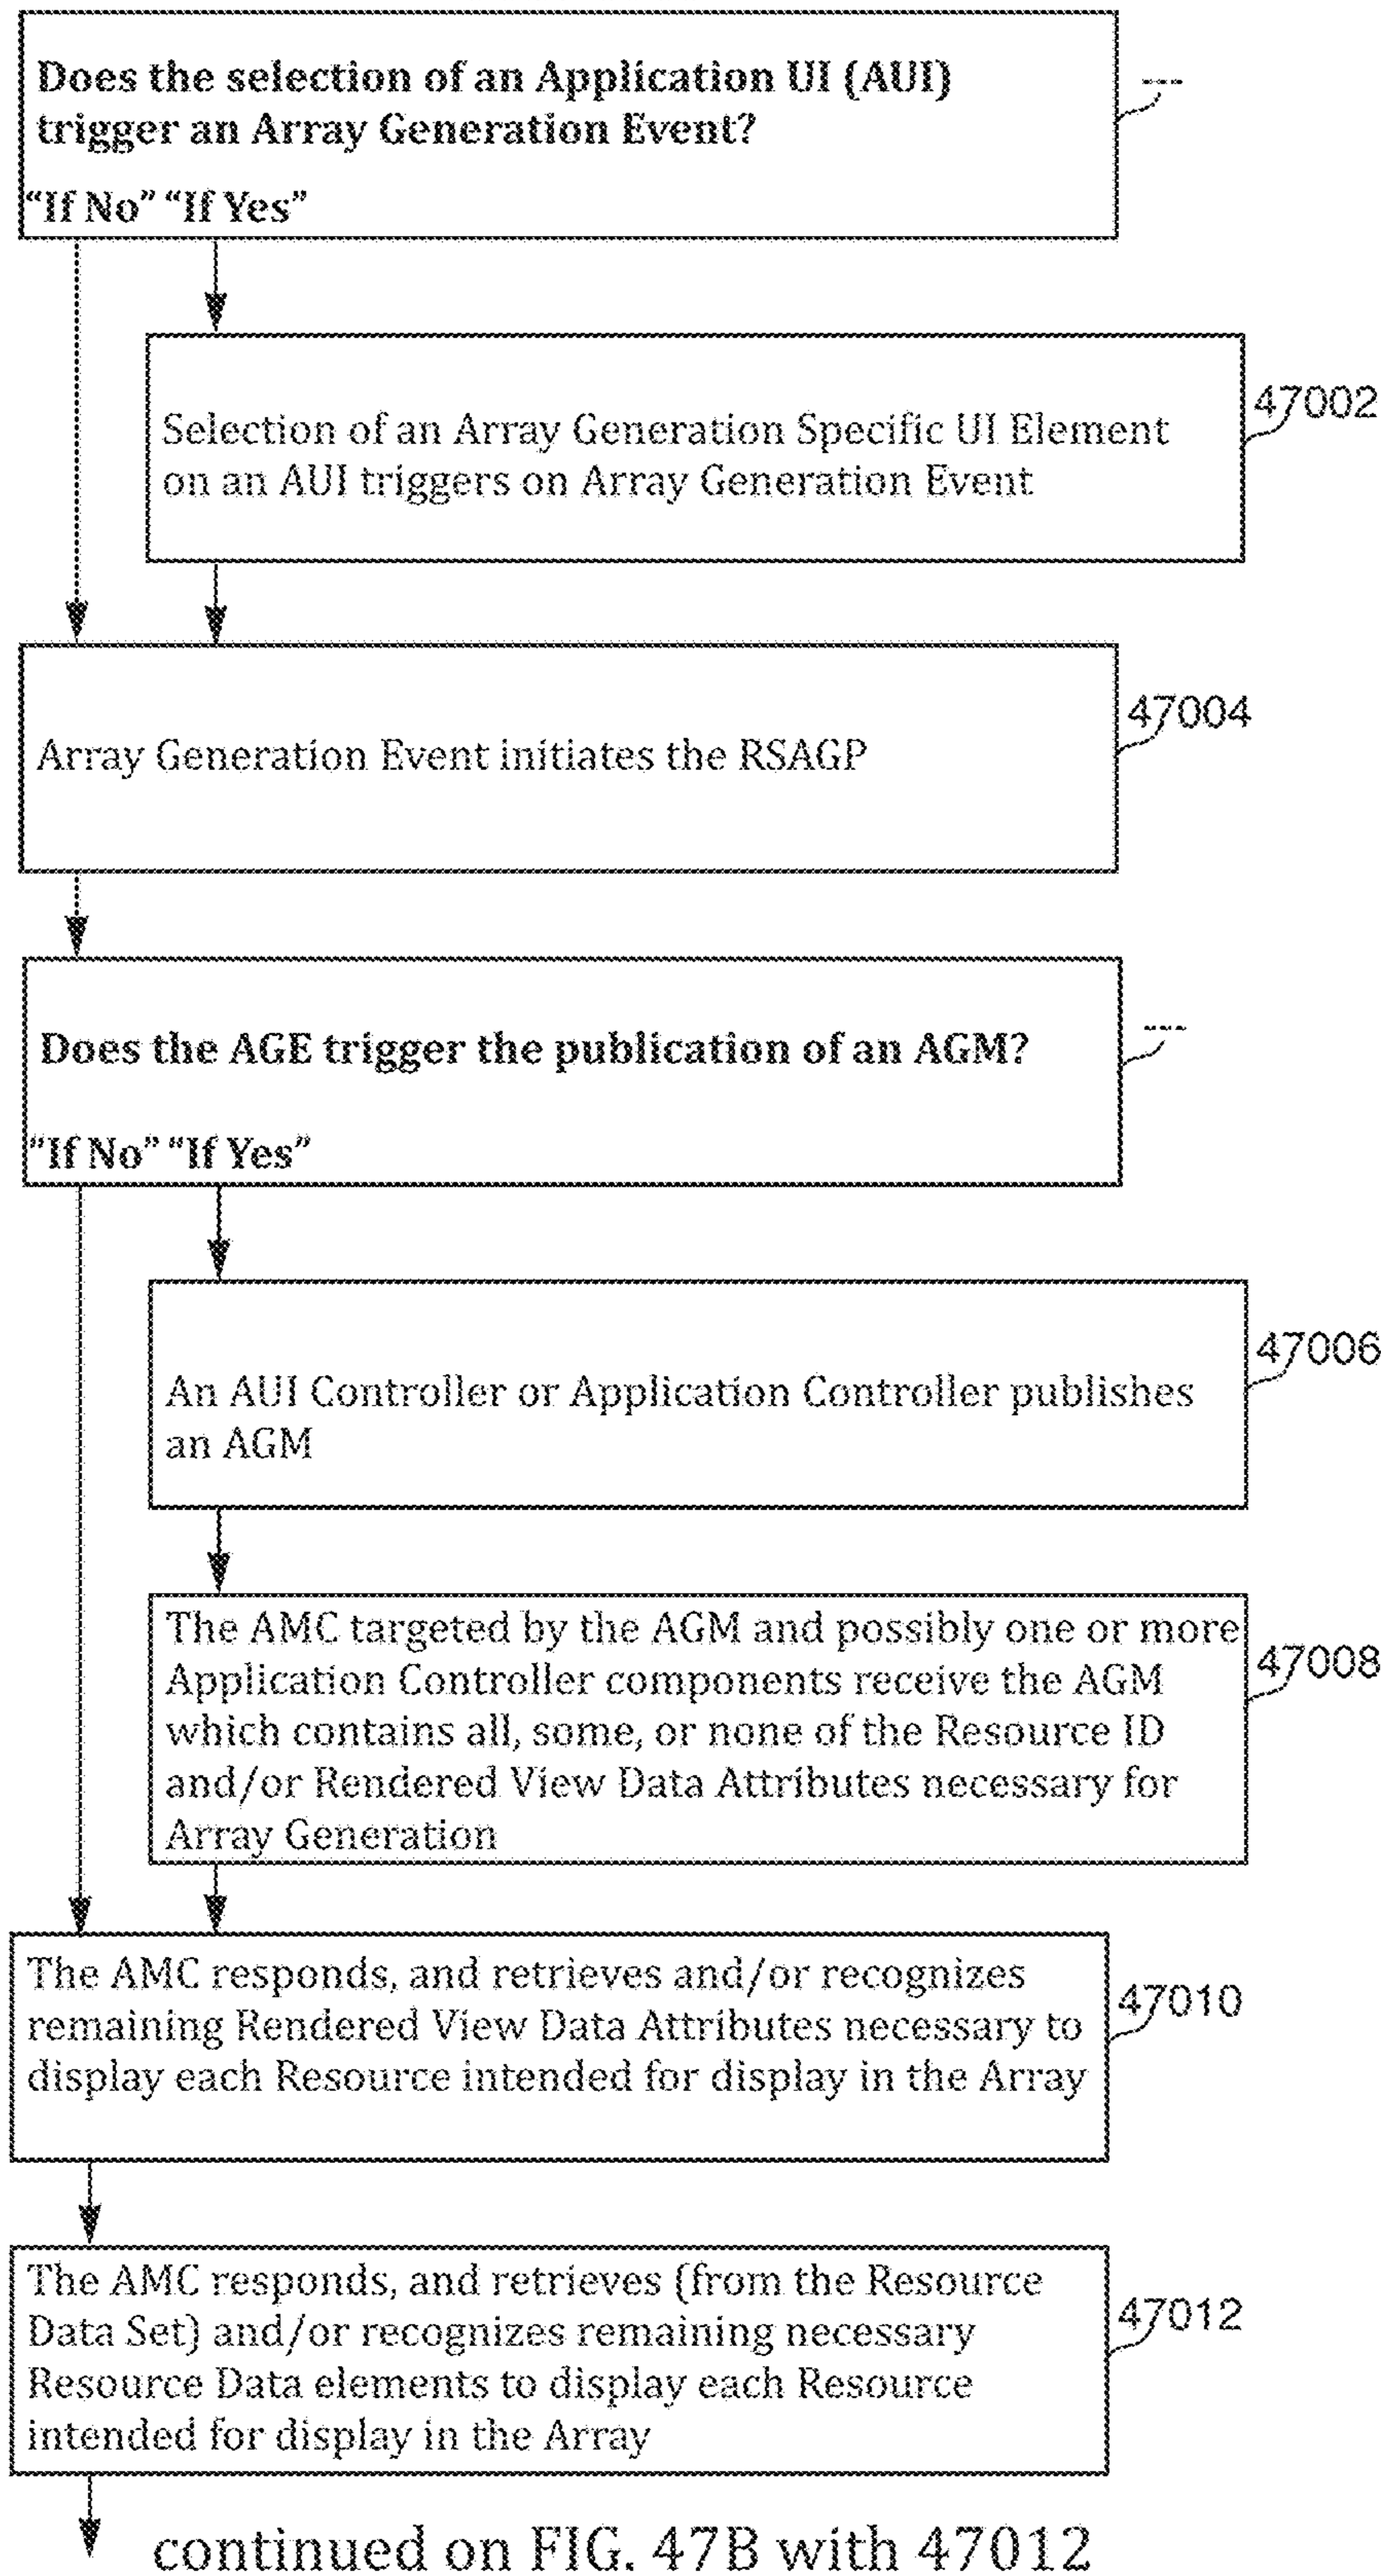 Does the selection of an Application UI (AUI)
trigger an Array Generation Event?
“If No” “If Yes”
---
Selection of an Array Generation Specific UI Element
on an AUI triggers on Array Generation Event
47002
Array Generation Event initiates the RSAGP
47004
Does the AGE trigger the publication of an AGM?
“If No” “If Yes”
---
An AUI Controller or Application Controller publishes
an AGM
47006
The AMC targeted by the AGM and possibly one or more
Application Controller components receive the AGM
which contains all, some, or none of the Resource ID
and/or Rendered View Data Attributes necessary for
Array Generation
47008
The AMC responds, and retrieves and/or recognizes
remaining Rendered View Data Attributes necessary to
display each Resource intended for display in the Array
47010
The AMC responds, and retrieves (from the Resource
Data Set) and/or recognizes remaining necessary
Resource Data elements to display each Resource
intended for display in the Array
47012
continued on FIG. 47B with 47012